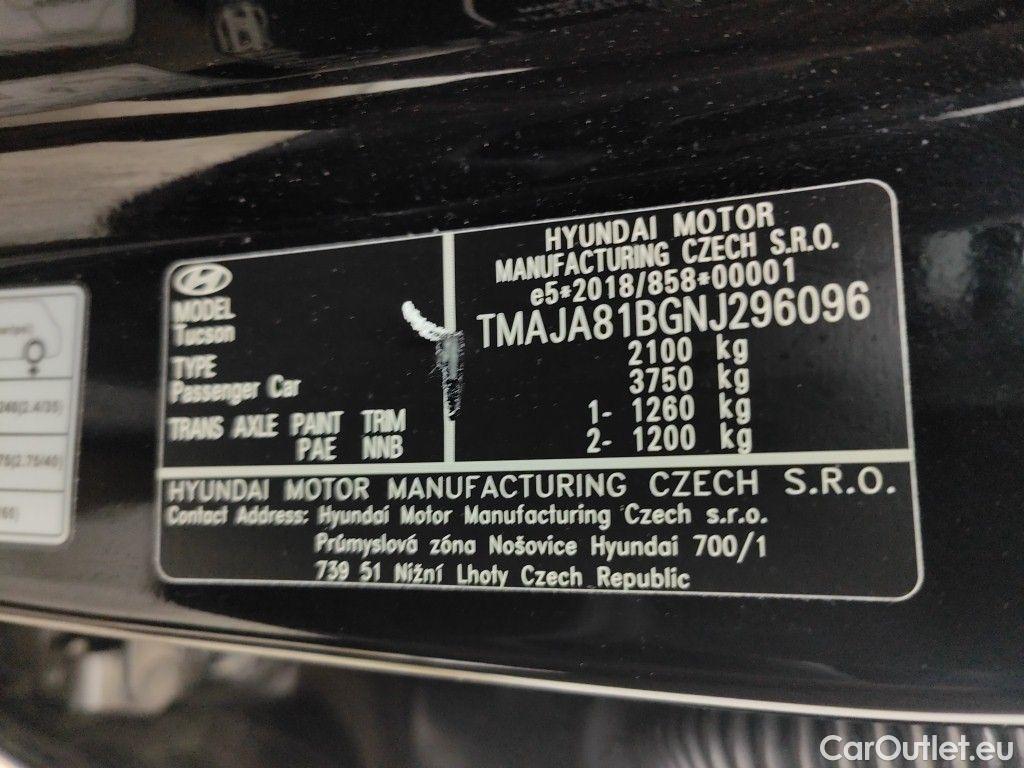 HYUNDAI MOTOR
MANUFACTURING CZECH S.R.O.
e5*2018/858*00001
TMAJA81BGNJ296096
2100 kg
3750 kg
1- 1260 kg
2- 1200 kg
MODEL
Tucson
TYPE
Passenger Car
TRANS AXLE PAINT TRIM
PAE NNB
HYUNDAI MOTOR MANUFACTURING CZECH S.R.O.
Contact Address: Hyundai Motor Manufacturing Czech s.r.o.
Průmyslová zóna Nošovice Hyundai 700/1
739 51 Nižní Lhoty Czech Republic
CarOutlet.eu